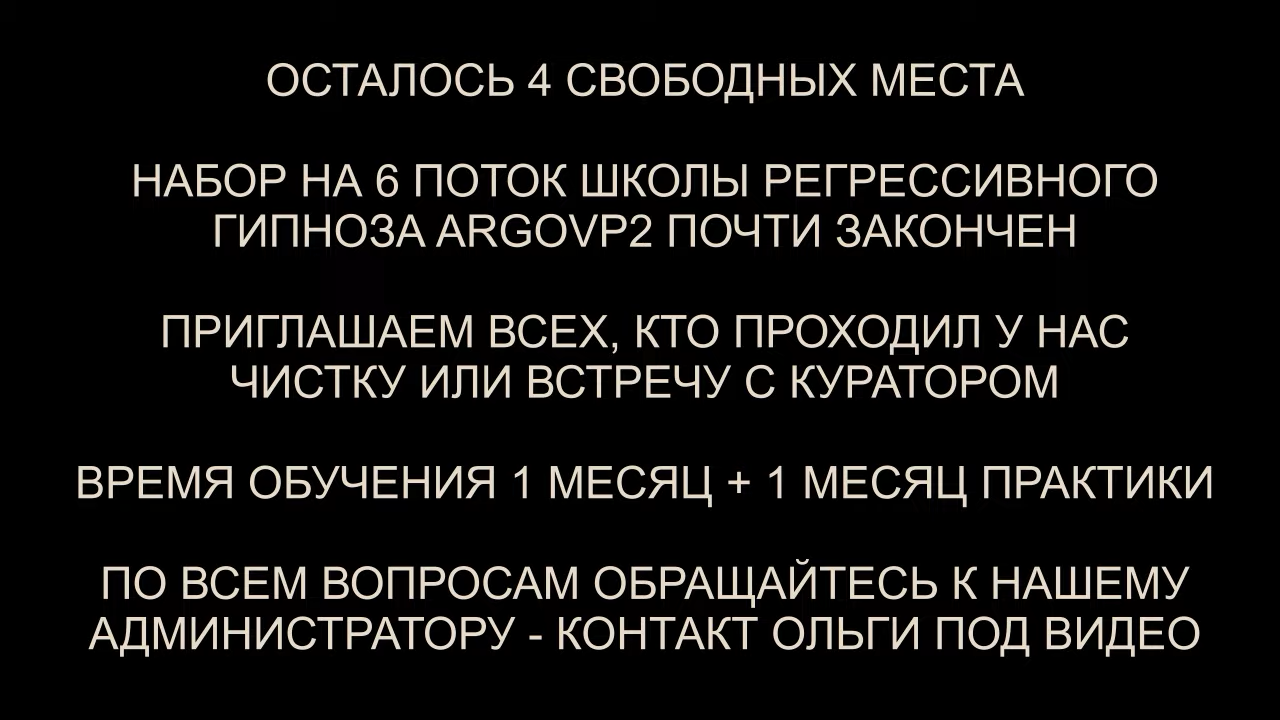 ОСТАЛОСЬ 4 СВОБОДНЫХ МЕСТА
НАБОР НА 6 ПОТОК ШКОЛЫ РЕГРЕССИВНОГО
ГИПНОЗА ARGOVP2 ПОЧТИ ЗАКОНЧЕН
ПРИГЛАШАЕМ ВСЕХ, КТО ПРОХОДИЛ У НАС
ЧИСТКУ ИЛИ ВСТРЕЧУ С КУРАТОРОМ
ВРЕМЯ ОБУЧЕНИЯ 1 МЕСЯЦ + 1 МЕСЯЦ ПРАКТИКИ
ПО ВСЕМ ВОПРОСАМ ОБРАЩАЙТЕСЬ К НАШЕМУ
АДМИНИСТРАТОРУ - КОНТАКТ ОЛЬГИ ПОД ВИДЕО